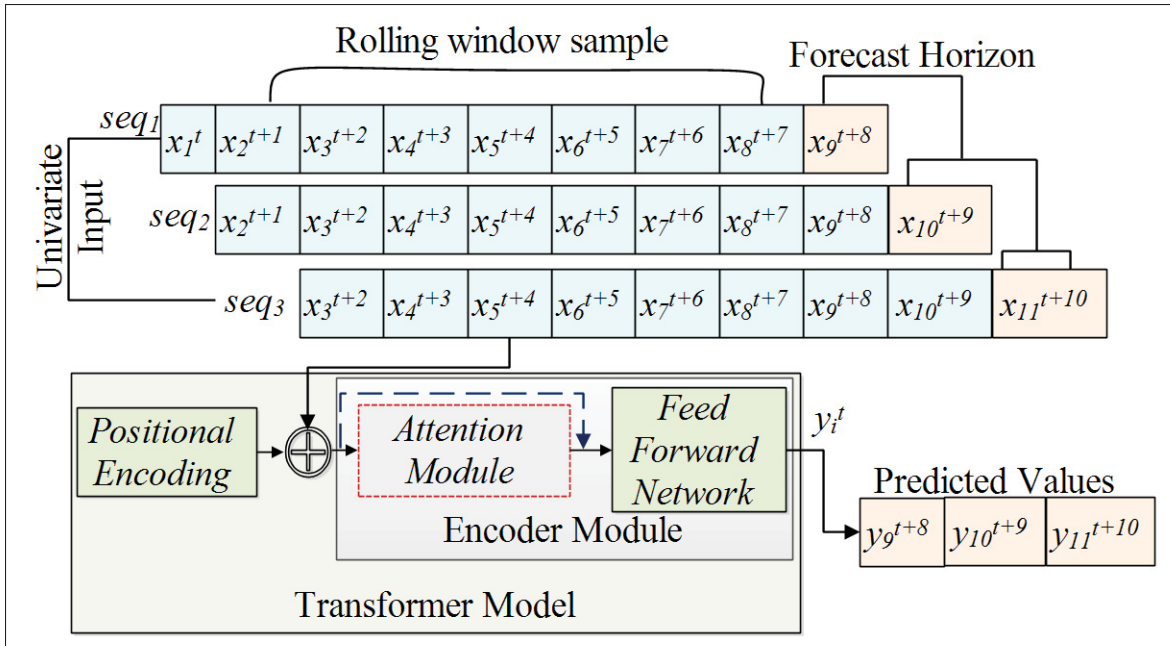 Rolling window sample
Forecast Horizon
Univariate
Input
seq₁ x₁ᵗ x₂ᵗ⁺¹ x₃ᵗ⁺² x₄ᵗ⁺³ x₅ᵗ⁺⁴ x₆ᵗ⁺⁵ x₇ᵗ⁺⁶ x₈ᵗ⁺⁷ x₉ᵗ⁺⁸
seq₂ x₂ᵗ⁺¹ x₃ᵗ⁺² x₄ᵗ⁺³ x₅ᵗ⁺⁴ x₆ᵗ⁺⁵ x₇ᵗ⁺⁶ x₈ᵗ⁺⁷ x₉ᵗ⁺⁸ x₁₀ᵗ⁺⁹
seq₃ x₃ᵗ⁺² x₄ᵗ⁺³ x₅ᵗ⁺⁴ x₆ᵗ⁺⁵ x₇ᵗ⁺⁶ x₈ᵗ⁺⁷ x₉ᵗ⁺⁸ x₁₀ᵗ⁺⁹ x₁₁ᵗ⁺¹⁰
Positional
Encoding
Attention
Module
Feed
Forward
Network
Encoder Module
Transformer Model
yᵢᵗ
Predicted Values
y₉ᵗ⁺⁸ y₁₀ᵗ⁺⁹ y₁₁ᵗ⁺¹⁰